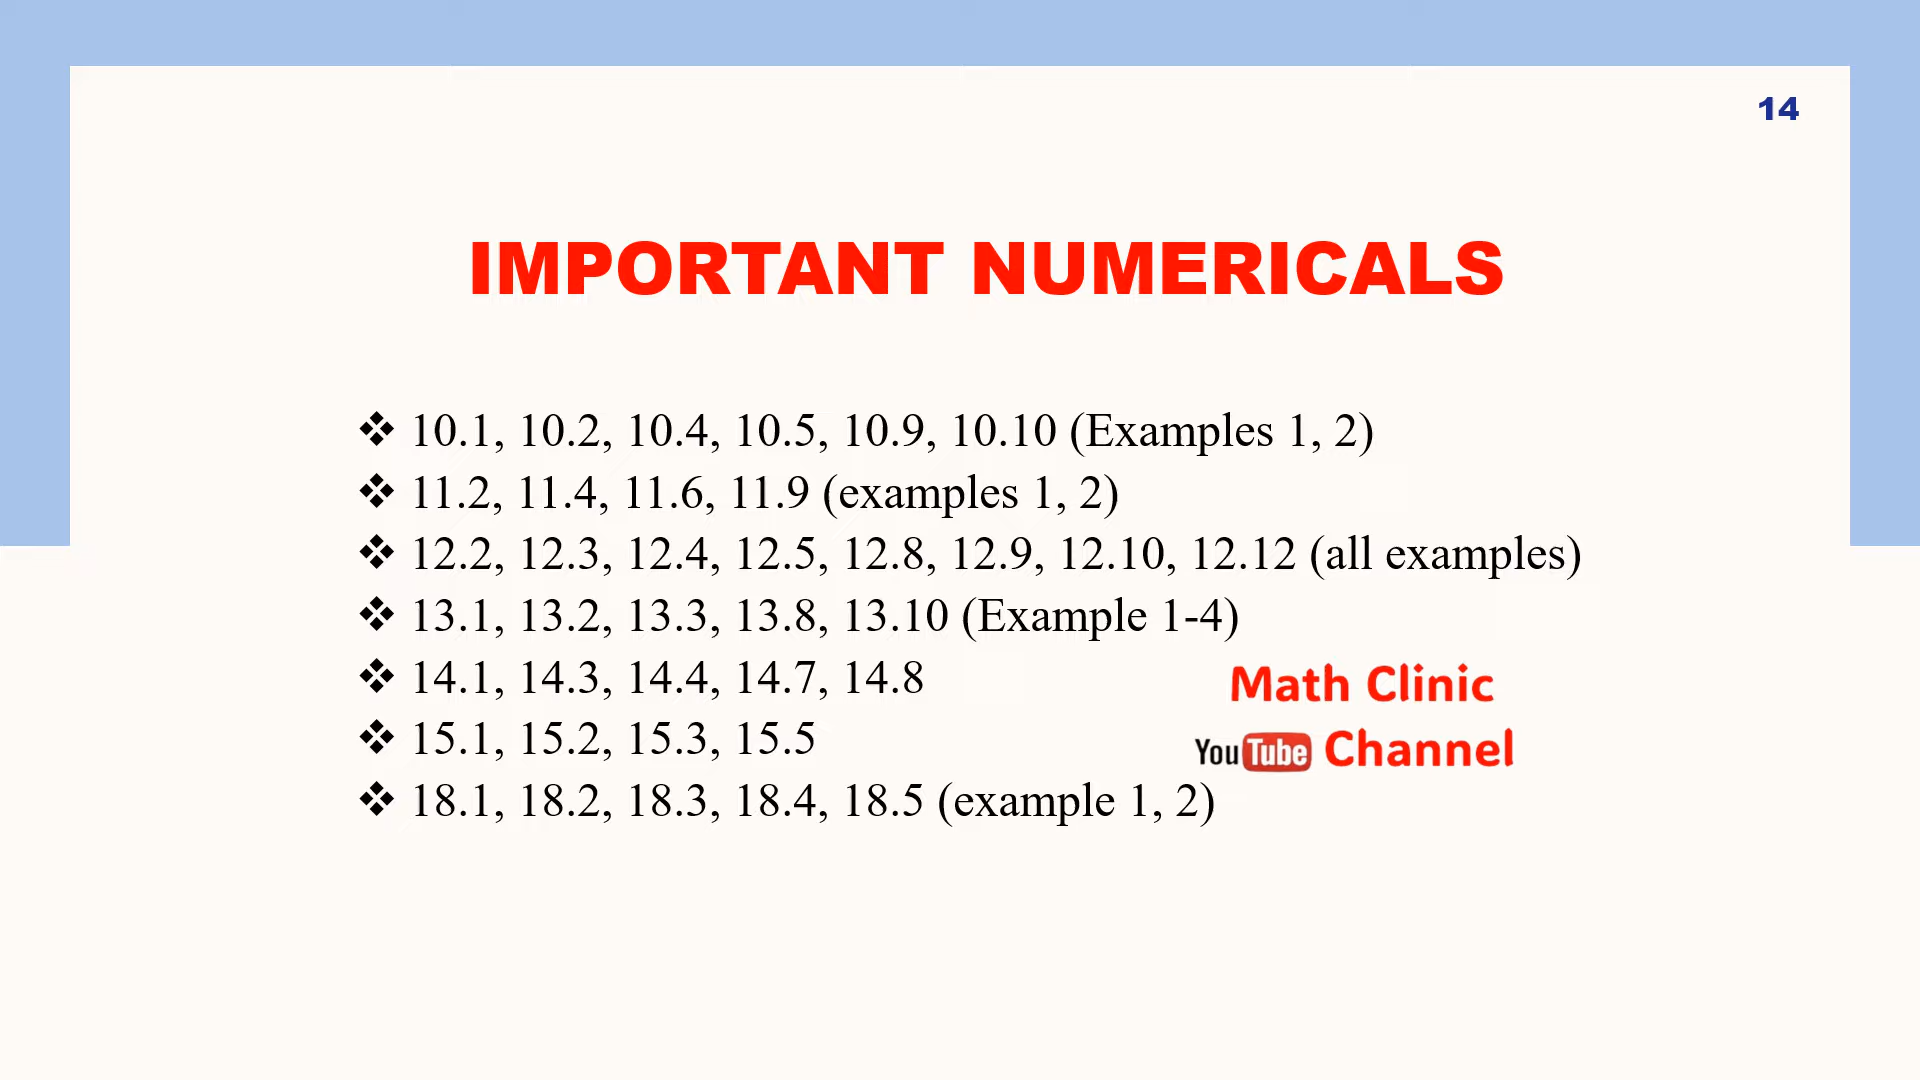 14
IMPORTANT NUMERICALS
❖ 10.1, 10.2, 10.4, 10.5, 10.9, 10.10 (Examples 1, 2)
❖ 11.2, 11.4, 11.6, 11.9 (examples 1, 2)
❖ 12.2, 12.3, 12.4, 12.5, 12.8, 12.9, 12.10, 12.12 (all examples)
❖ 13.1, 13.2, 13.3, 13.8, 13.10 (Example 1-4)
❖ 14.1, 14.3, 14.4, 14.7, 14.8
❖ 15.1, 15.2, 15.3, 15.5
❖ 18.1, 18.2, 18.3, 18.4, 18.5 (example 1, 2)
Math Clinic
YouTube Channel